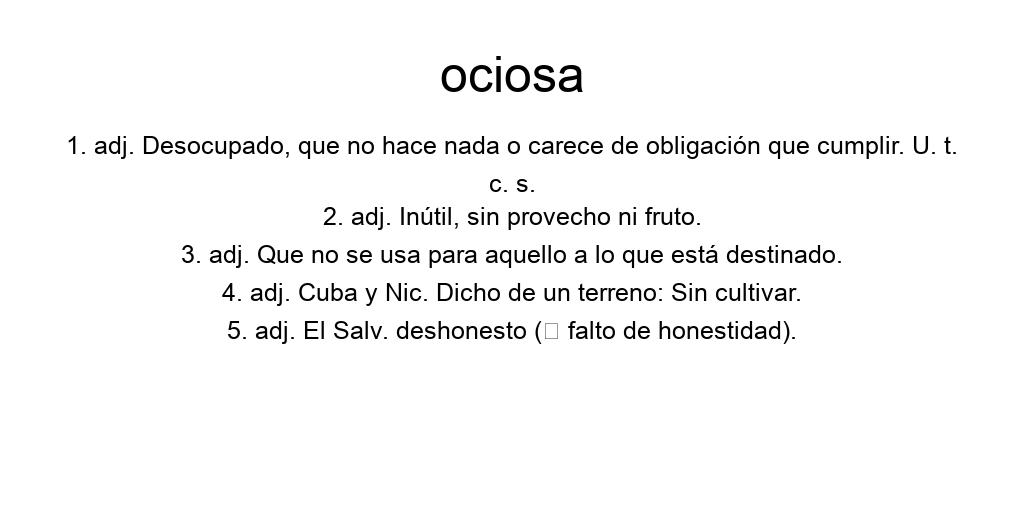 ociosa
1. adj. Desocupado, que no hace nada o carece de obligación que cumplir. U. t.
c. s.
2. adj. Inútil, sin provecho ni fruto.
3. adj. Que no se usa para aquello a lo que está destinado.
4. adj. Cuba y Nic. Dicho de un terreno: Sin cultivar.
5. adj. El Salv. deshonesto (□ falto de honestidad).